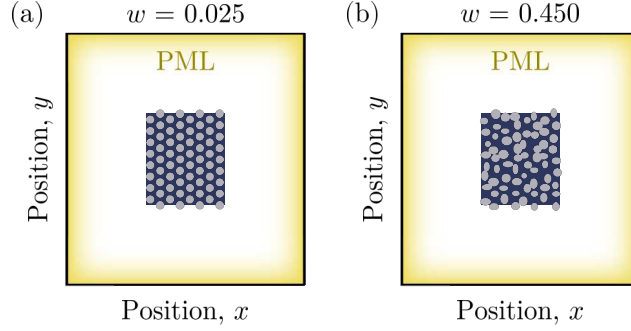 (a) w = 0.025
PML
Position, y
Position, x
(b) w = 0.450
PML
Position, y
Position, x